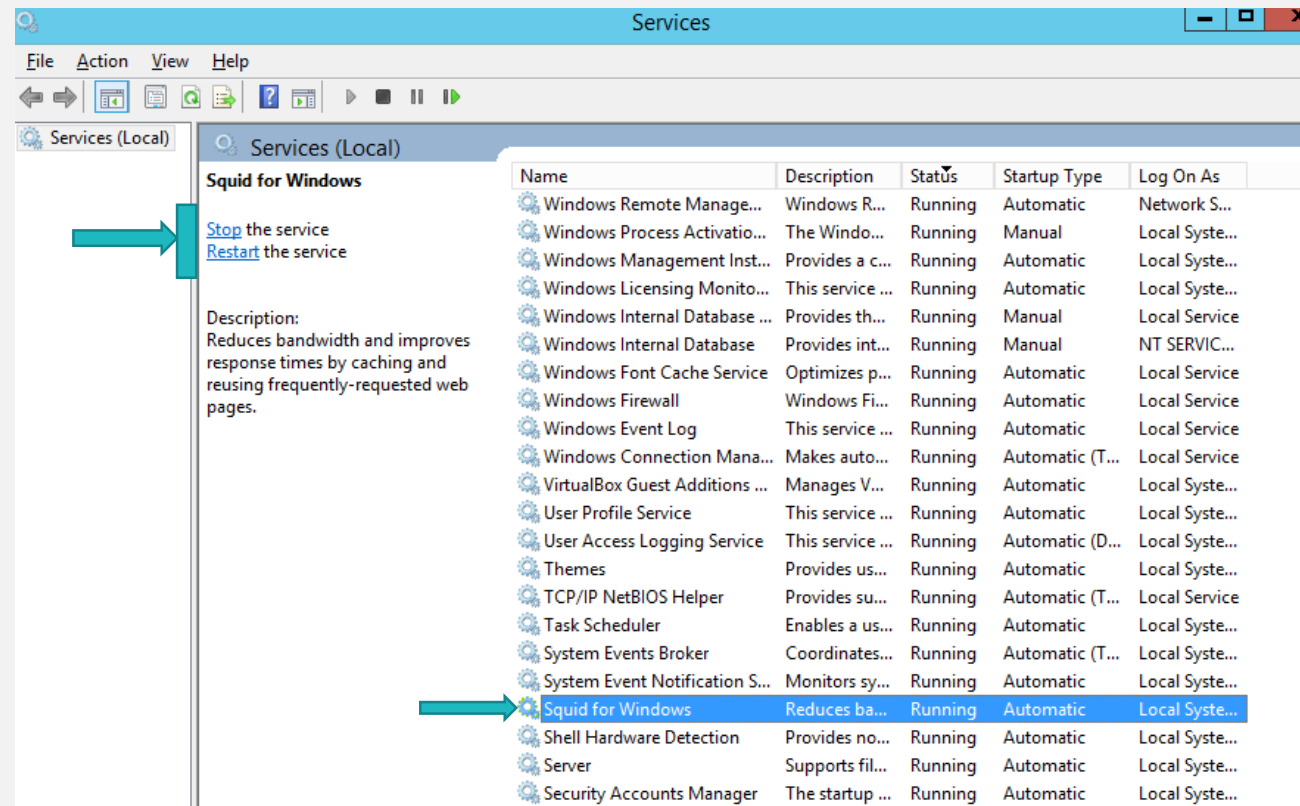 Services
File Action View Help
Services (Local)
Services (Local)
Squid for Windows
Stop the service
Restart the service
Description:
Reduces bandwidth and improves
response times by caching and
reusing frequently-requested web
pages.
Name Description Status Startup Type Log On As
Windows Remote Manage... Windows R... Running Automatic Network S...
Windows Process Activatio... The Windo... Running Manual Local Syste...
Windows Management Inst... Provides a c... Running Automatic Local Syste...
Windows Licensing Monito... This service ... Running Automatic Local Syste...
Windows Internal Database ... Provides th... Running Manual Local Service
Windows Internal Database Provides int... Running Manual NT SERVIC...
Windows Font Cache Service Optimizes p... Running Automatic Local Service
Windows Firewall Windows Fi... Running Automatic Local Service
Windows Event Log This service ... Running Automatic Local Service
Windows Connection Mana... Makes auto... Running Automatic (T... Local Service
VirtualBox Guest Additions ... Manages V... Running Automatic Local Syste...
User Profile Service This service ... Running Automatic Local Syste...
User Access Logging Service This service ... Running Automatic (D... Local Syste...
Themes Provides us... Running Automatic Local Syste...
TCP/IP NetBIOS Helper Provides su... Running Automatic (T... Local Service
Task Scheduler Enables a us... Running Automatic Local Syste...
System Events Broker Coordinates... Running Automatic (T... Local Syste...
System Event Notification S... Monitors sy... Running Automatic Local Syste...
Squid for Windows Reduces ba... Running Automatic Local Syste...
Shell Hardware Detection Provides no... Running Automatic Local Syste...
Server Supports fil... Running Automatic Local Syste...
Security Accounts Manager The startup ... Running Automatic Local Syste...